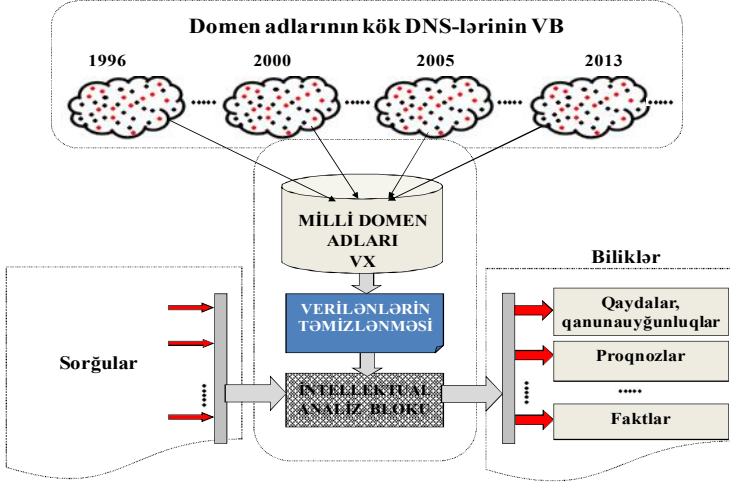 Domen adlarının kök DNS-lərinin VB
1996 2000 2005 2013
MİLLİ DOMEN
ADLARI
VX
VERİLƏNLƏRİN
TƏMİZLƏNMƏSİ
İNTELLEKTUAL
ANALİZ BLOKU
Sorğular
Biliklər
Qaydalar,
qanunauyğunluqlar
Proqnozlar
Faktlar